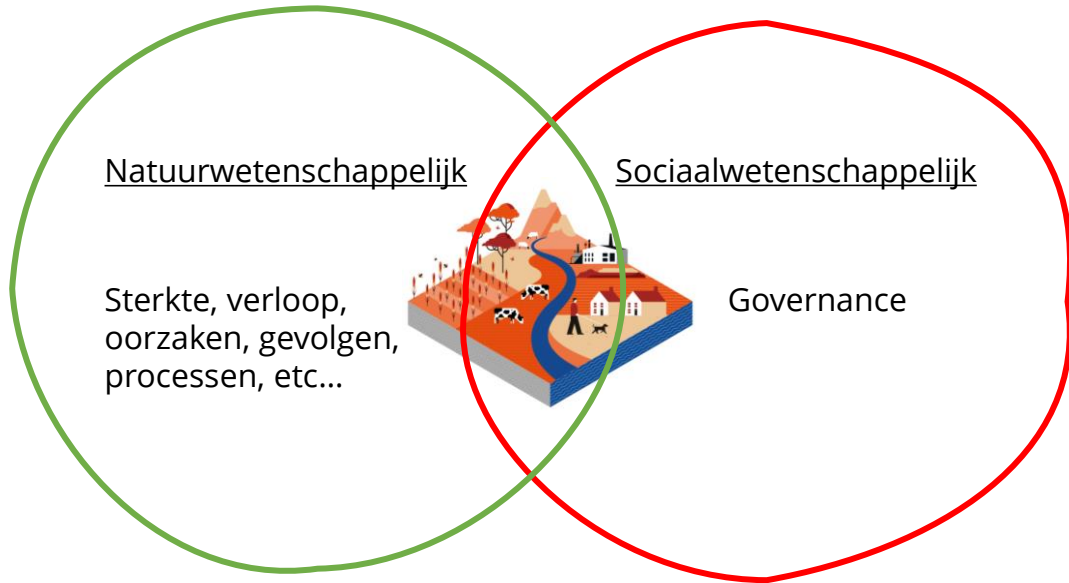 Natuurwetenschappelijk
Sterkte, verloop,
oorzaken, gevolgen,
processen, etc...
Sociaalwetenschappelijk
Governance